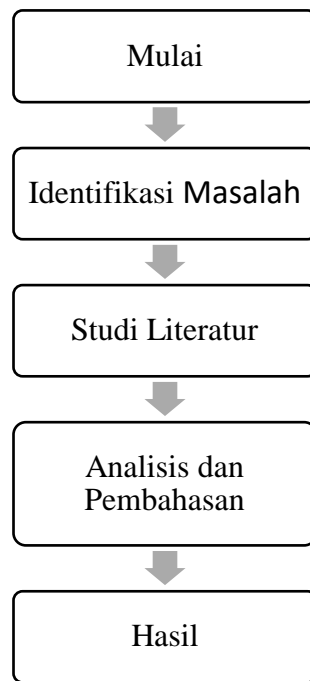 Mulai
Identifikasi Masalah
Studi Literatur
Analisis dan
Pembahasan
Hasil